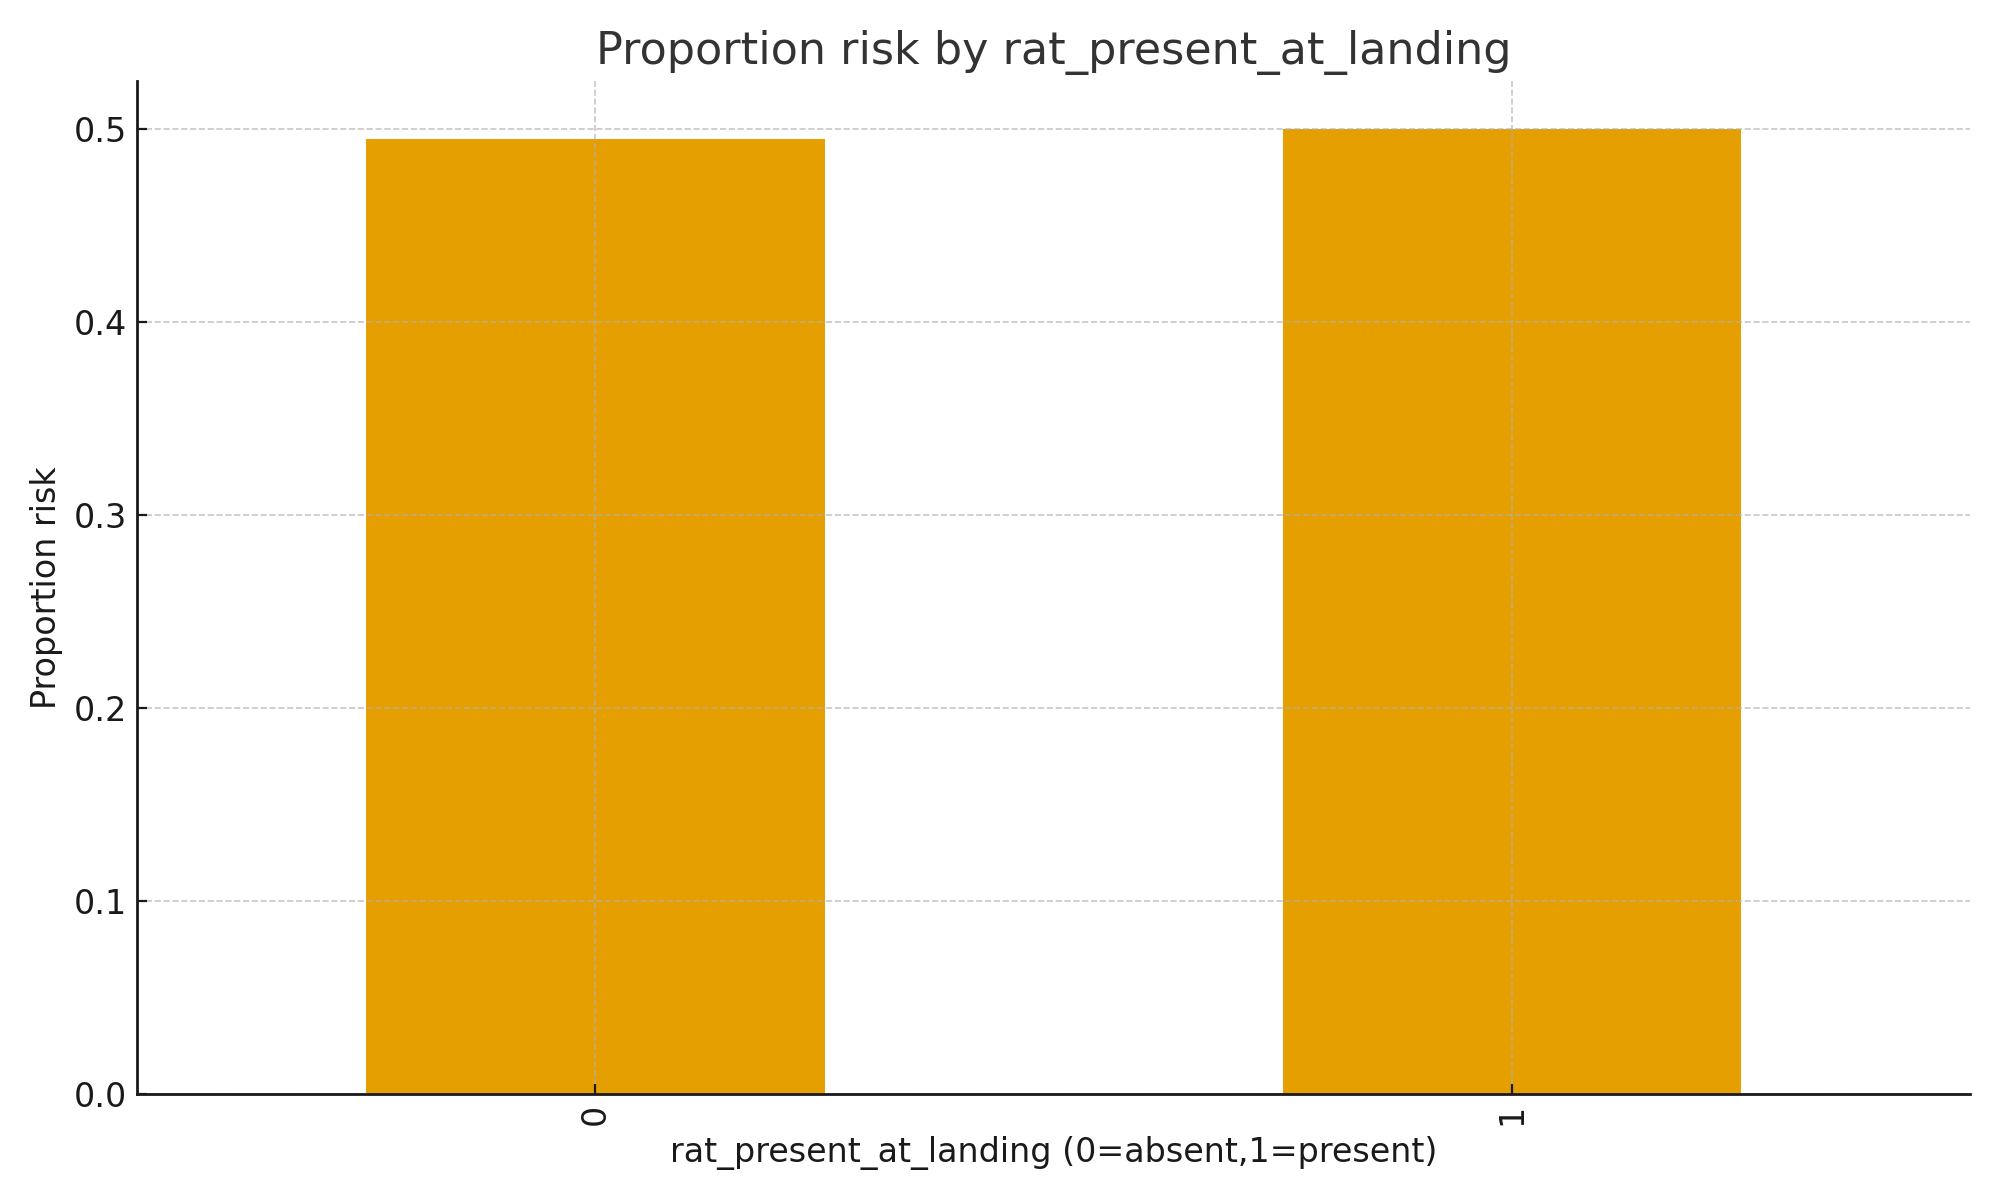 Proportion risk by rat_present_at_landing
Proportion risk
0.5
0.4
0.3
0.2
0.1
0.0
0
1
rat_present_at_landing (0=absent,1=present)